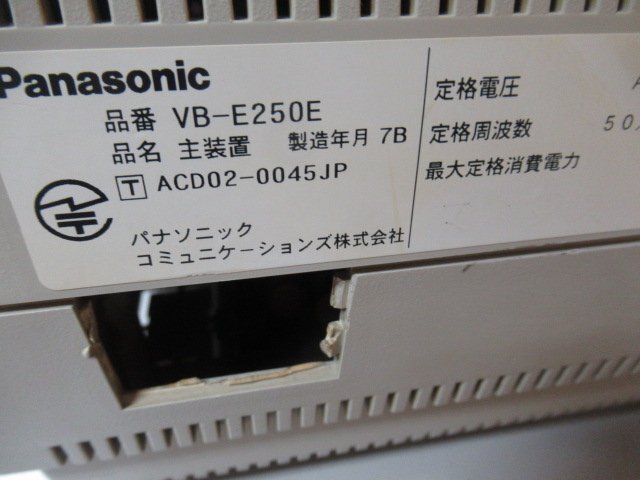 Panasonic
品番 VB-E250E
品名 主装置 製造年月 7B
T ACD02-0045JP
パナソニック
コミュニケーションズ株式会社
定格電圧 A
定格周波数 50
最大定格消費電力